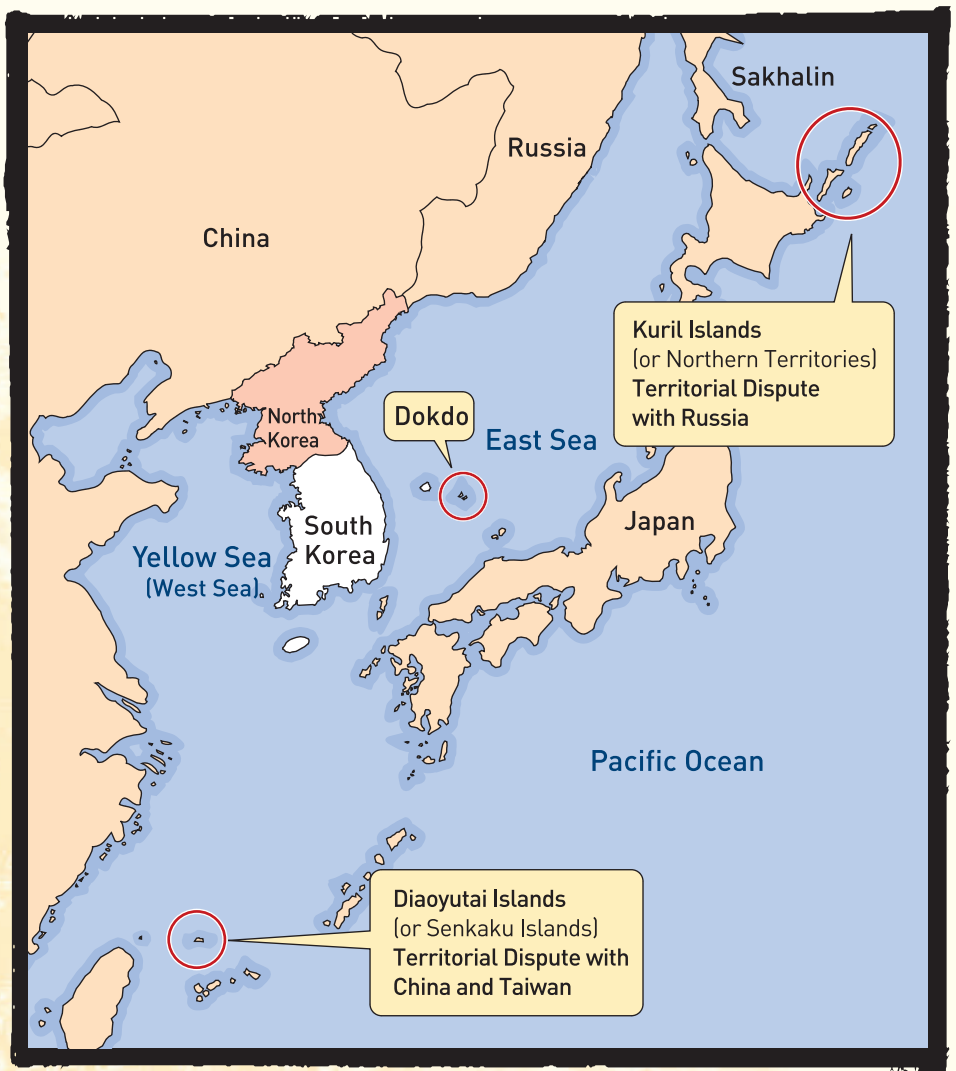 Sakhalin
Russia
China
Kuril Islands
(or Northern Territories)
Territorial Dispute
with Russia
Dokdo
North
Korea
East Sea
South
Korea
Japan
Yellow Sea
(West Sea)
Pacific Ocean
Diaoyutai Islands
(or Senkaku Islands)
Territorial Dispute with
China and Taiwan